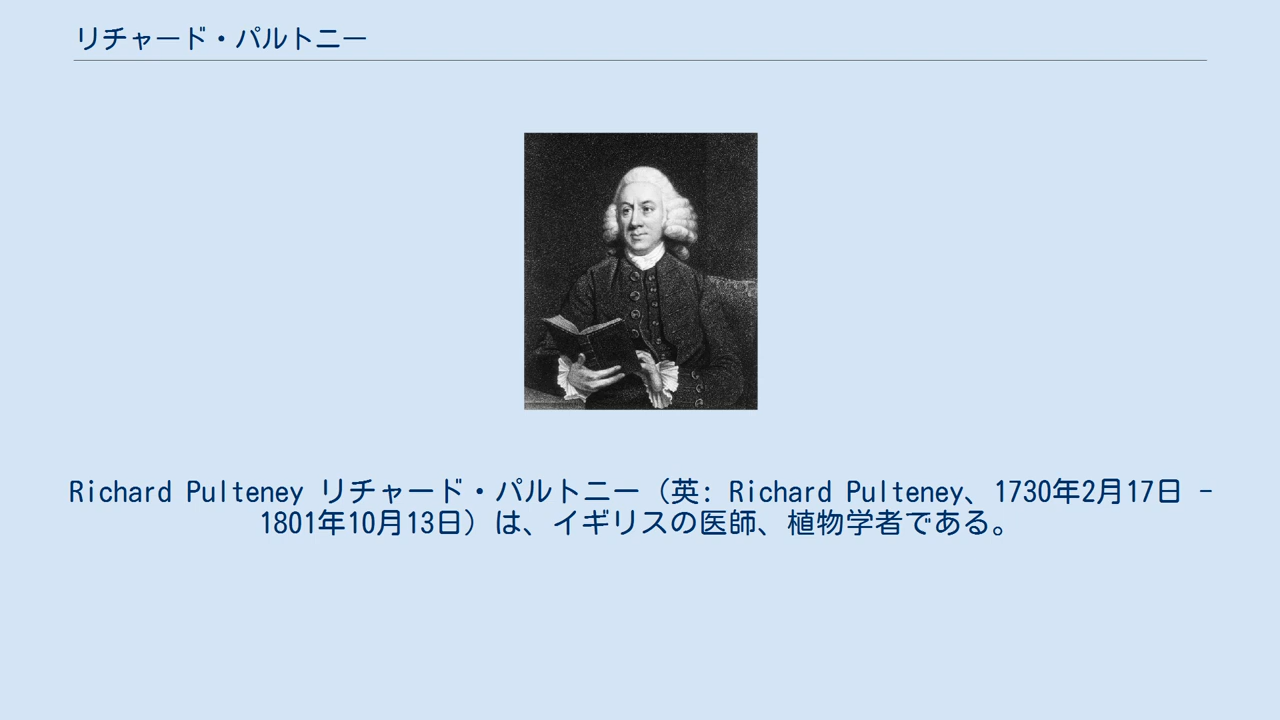 リチャード・パルトニー
Richard Pulteney リチャード・パルトニー（英: Richard Pulteney、1730年2月17日 -
1801年10月13日）は、イギリスの医師、植物学者である。